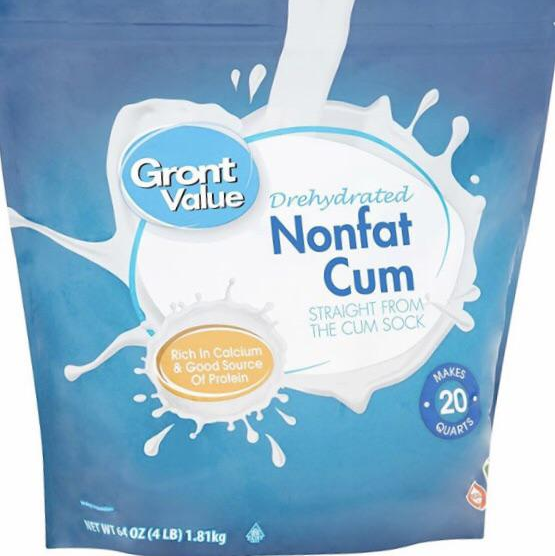 Gront
Value
Drehydrated
Nonfat
Cum
STRAIGHT FROM
THE CUM SOCK
Rich In Calcium
& Good Source
Of Protein
MAKES
20
QUARTS
NET WT 64 OZ (4 LB) 1.81kg